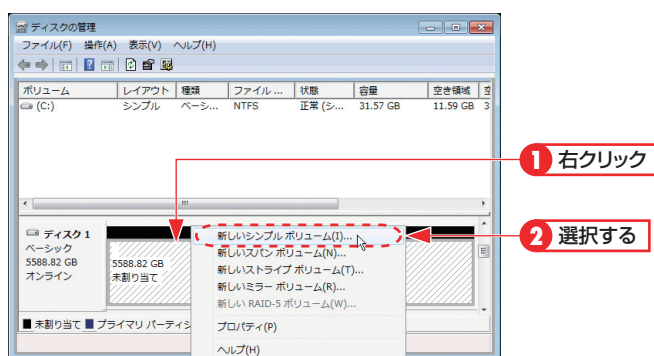 ディスクの管理
ファイル(F) 操作(A) 表示(V) ヘルプ(H)
ボリューム レイアウト 種類 ファイル ... 状態 容量 空き領域 空
(C:) シンプル ベーシ... NTFS 正常 (シ... 31.57 GB 11.59 GB 3
1 右クリック
ディスク 1
ベーシック
5588.82 GB
オンライン
5588.82 GB
未割り当て
新しいシンプル ボリューム(I)...
新しいスパン ボリューム(N)...
新しいストライプ ボリューム(T)...
新しいミラー ボリューム(R)...
新しい RAID-5 ボリューム(W)...
プロパティ(P)
ヘルプ(H)
2 選択する
未割り当て プライマリ パーティシ